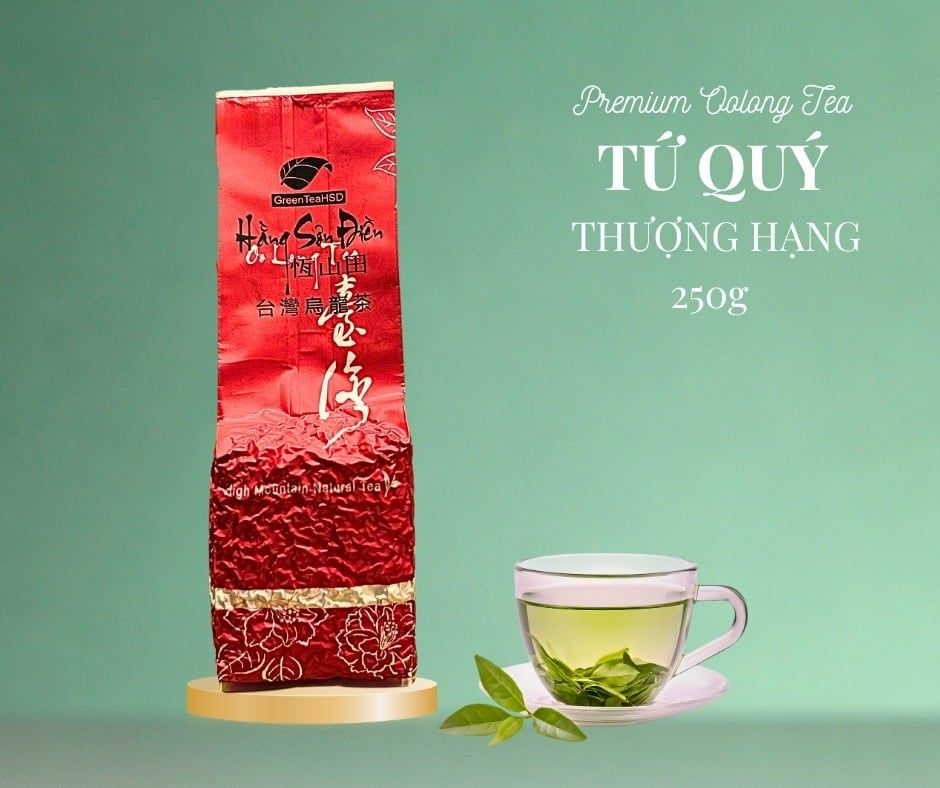 Premium Oolong Tea
TỨ QUÝ
THƯỢNG HẠNG
250g
GreenTeaHSD
Hằng Sơn Điền
恆山田
台灣烏龍茶
臺灣
High Mountain Natural Tea